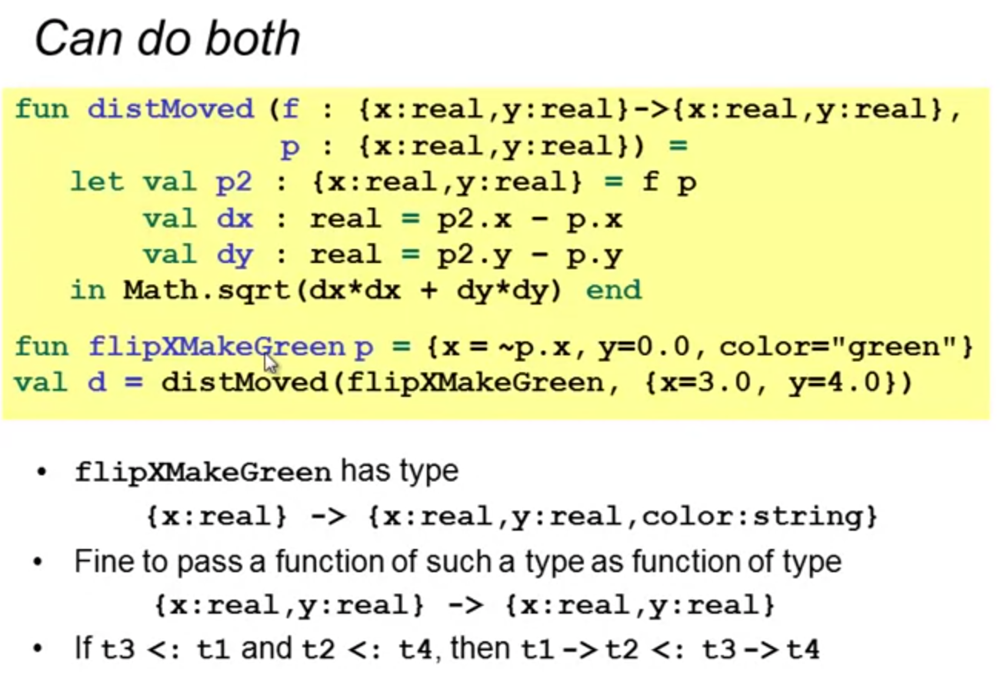 Can do both
fun distMoved (f : {x:real,y:real}->{x:real,y:real},
p : {x:real,y:real}) =
let val p2 : {x:real,y:real} = f p
val dx : real = p2.x - p.x
val dy : real = p2.y - p.y
in Math.sqrt(dx*dx + dy*dy) end
fun flipXMakeGreen p = {x = ~p.x, y=0.0, color="green"}
val d = distMoved(flipXMakeGreen, {x=3.0, y=4.0})
• flipXMakeGreen has type
{x:real} -> {x:real,y:real,color:string}
• Fine to pass a function of such a type as function of type
{x:real,y:real} -> {x:real,y:real}
• If t3 <: t1 and t2 <: t4, then t1->t2 <: t3->t4